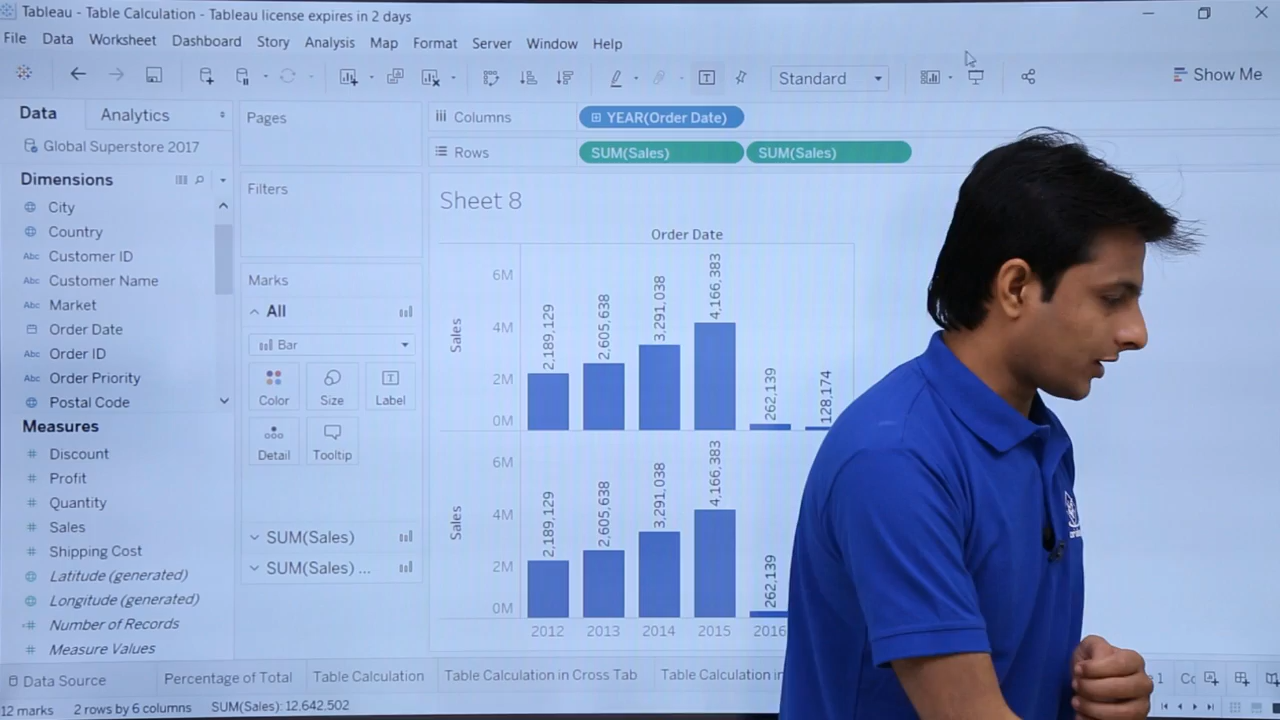 Tableau - Table Calculation - Tableau license expires in 2 days
File Data Worksheet Dashboard Story Analysis Map Format Server Window Help
Standard
Show Me
Data
Analytics
Global Superstore 2017
Dimensions
City
Country
Abc Customer ID
Abc Customer Name
Abc Market
Order Date
Abc Order ID
Abc Order Priority
Postal Code
Measures
# Discount
# Profit
# Quantity
# Sales
# Shipping Cost
Latitude (generated)
Longitude (generated)
# Number of Records
# Measure Values
Pages
Filters
Marks
All
Bar
Color
Size
Label
Detail
Tooltip
SUM(Sales)
SUM(Sales) ...
Columns
YEAR(Order Date)
Rows
SUM(Sales)
SUM(Sales)
Sheet 8
Order Date
Sales
6M
4M
2M
0M
2,189,129
2,605,638
3,291,038
4,166,383
262,139
128,174
Sales
6M
4M
2M
0M
2,189,129
2,605,638
3,291,038
4,166,383
262,139
2012 2013 2014 2015 2016
Data Source
Percentage of Total
Table Calculation
Table Calculation in Cross Tab
Table Calculation in
12 marks
2 rows by 6 columns
SUM(Sales): 12.642.502